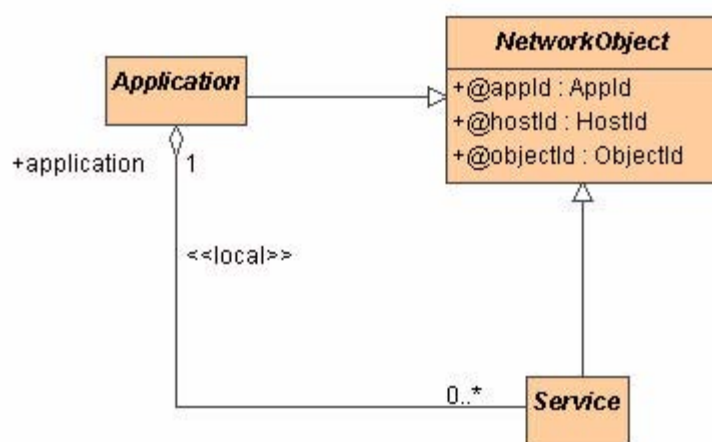 NetworkObject
Application
+@appId : AppId
+@hostId : HostId
+@objectId : ObjectId
+application
1
<<local>>
0..*
Service